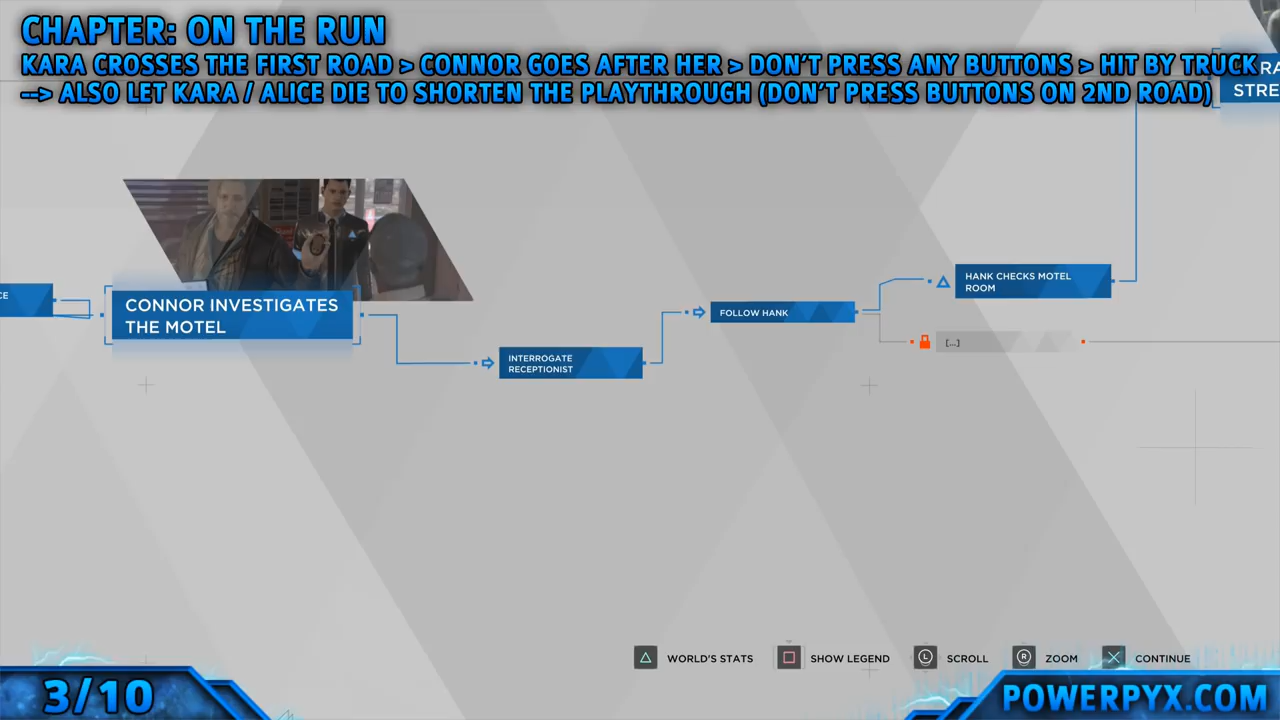 CHAPTER: ON THE RUN
KARA CROSSES THE FIRST ROAD > CONNOR GOES AFTER HER > DON'T PRESS ANY BUTTONS > HIT BY TRUCK
--> ALSO LET KARA / ALICE DIE TO SHORTEN THE PLAYTHROUGH (DON'T PRESS BUTTONS ON 2ND ROAD)
CONNOR INVESTIGATES
THE MOTEL
INTERROGATE
RECEPTIONIST
FOLLOW HANK
HANK CHECKS MOTEL
ROOM
[...]
WORLD'S STATS
SHOW LEGEND
L
SCROLL
R
ZOOM
CONTINUE
3/10
POWERPYX.COM